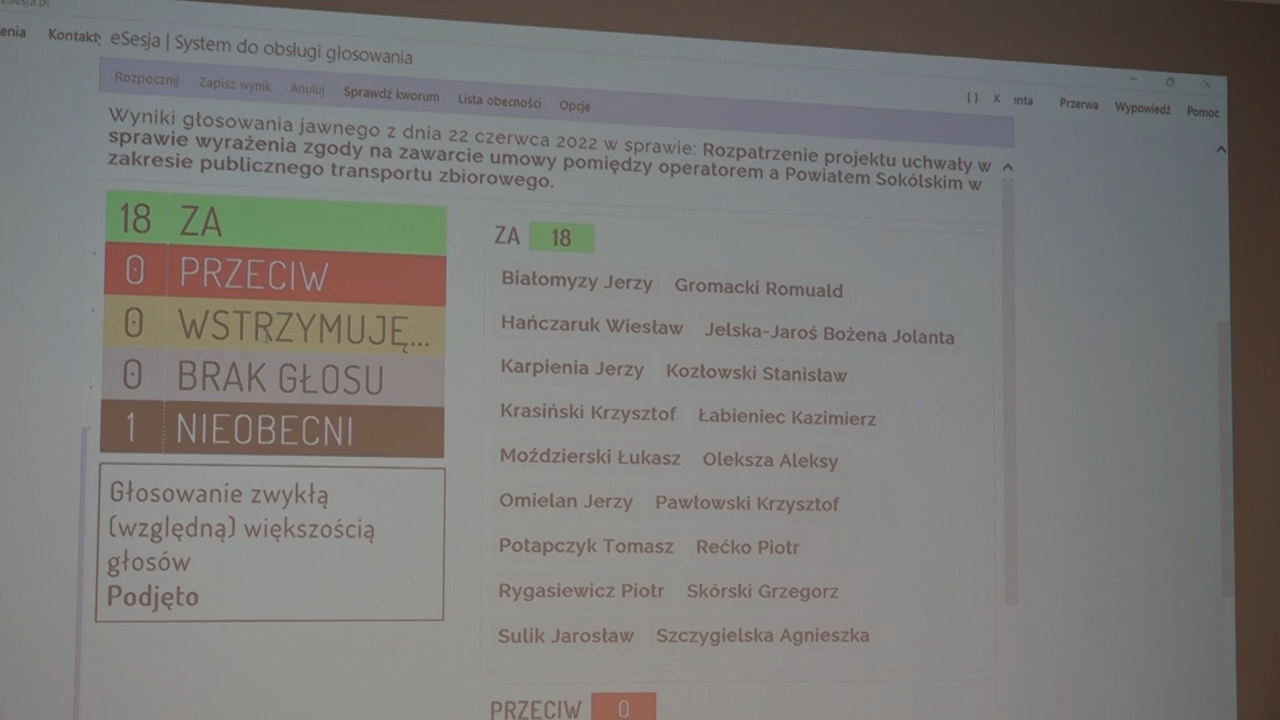 eSesja.pl
enia Kontakt eSesja | System do obsługi głosowania
Rozpocznij Zapisz wynik Anuluj Sprawdź kworum Lista obecności Opcje [ ] X ınta Przerwa Wypowiedź Pomoc
Wyniki głosowania jawnego z dnia 22 czerwca 2022 w sprawie: Rozpatrzenie projektu uchwały w
sprawie wyrażenia zgody na zawarcie umowy pomiędzy operatorem a Powiatem Sokólskim w
zakresie publicznego transportu zbiorowego.
18 ZA
0 PRZECIW
0 WSTRZYMUJĘ...
0 BRAK GŁOSU
1 NIEOBECNI
Głosowanie zwykłą
(względną) większością
głosów
Podjęto
ZA 18
Białomyzy Jerzy Gromacki Romuald
Hańczaruk Wiesław Jelska-Jaroś Bożena Jolanta
Karpienia Jerzy Kozłowski Stanisław
Krasiński Krzysztof Łabieniec Kazimierz
Moździerski Łukasz Oleksza Aleksy
Omielan Jerzy Pawłowski Krzysztof
Potapczyk Tomasz Rećko Piotr
Rygasiewicz Piotr Skórski Grzegorz
Sulik Jarosław Szczygielska Agnieszka
PRZECIW 0